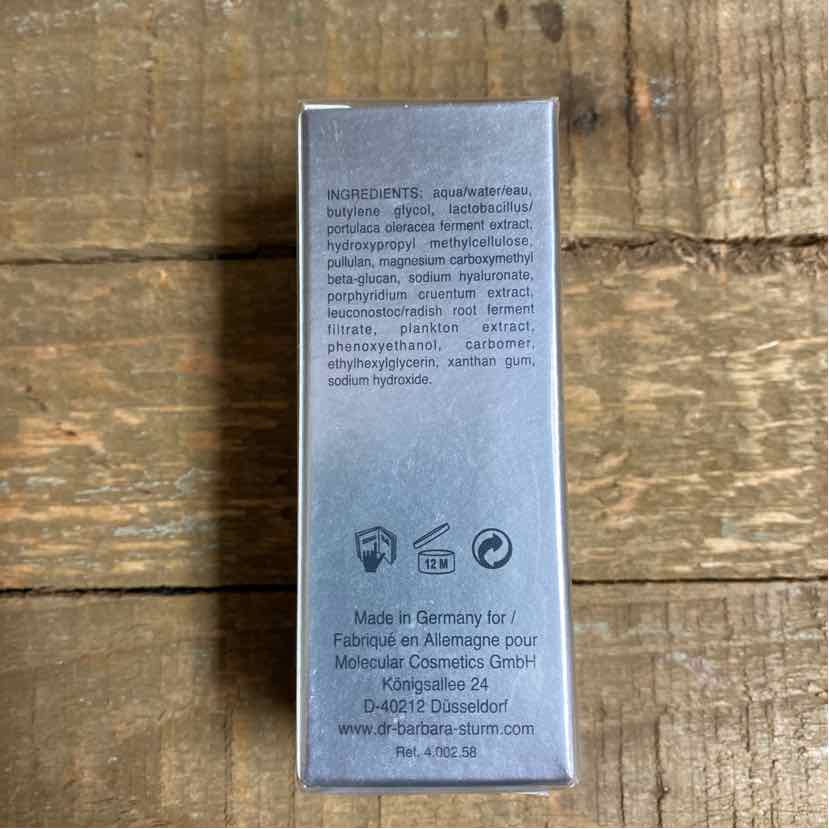 INGREDIENTS: aqua/water/eau,
butylene glycol, lactobacillus/
portulaca oleracea ferment extract,
hydroxypropyl methylcellulose,
pullulan, magnesium carboxymethyl
beta-glucan, sodium hyaluronate,
porphyridium cruentum extract,
leuconostoc/radish root ferment
filtrate, plankton extract,
phenoxyethanol, carbomer,
ethylhexylglycerin, xanthan gum,
sodium hydroxide.
12 M
Made in Germany for /
Fabriqué en Allemagne pour
Molecular Cosmetics GmbH
Königsallee 24
D-40212 Düsseldorf
www.dr-barbara-sturm.com
Ref. 4.002.58